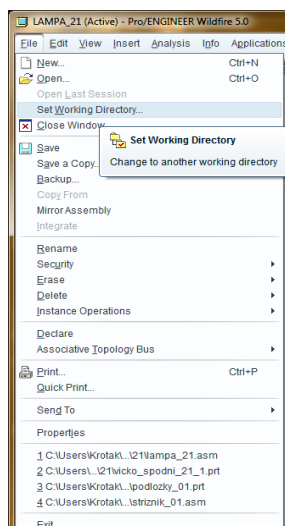 LAMPA_21 (Active) - Pro/ENGINEER Wildfire 5.0
File Edit View Insert Analysis Info Applications
New... Ctrl+N
Open... Ctrl+O
Open Last Session
Set Working Directory...
Close Window
Set Working Directory
Change to another working directory
Save
Save a Copy..
Backup...
Copy From
Mirror Assembly
Integrate
Rename
Security
Erase
Delete
Instance Operations
Declare
Associative Topology Bus
Print... Ctrl+P
Quick Print...
Send To
Properties
1 C:\Users\Krotak\...\21\lampa_21.asm
2 C:\Users\...\21\vicko_spodni_21_1.prt
3 C:\Users\Krotak\...\podlozky_01.prt
4 C:\Users\Krotak\...\striznik_01.asm
Exit